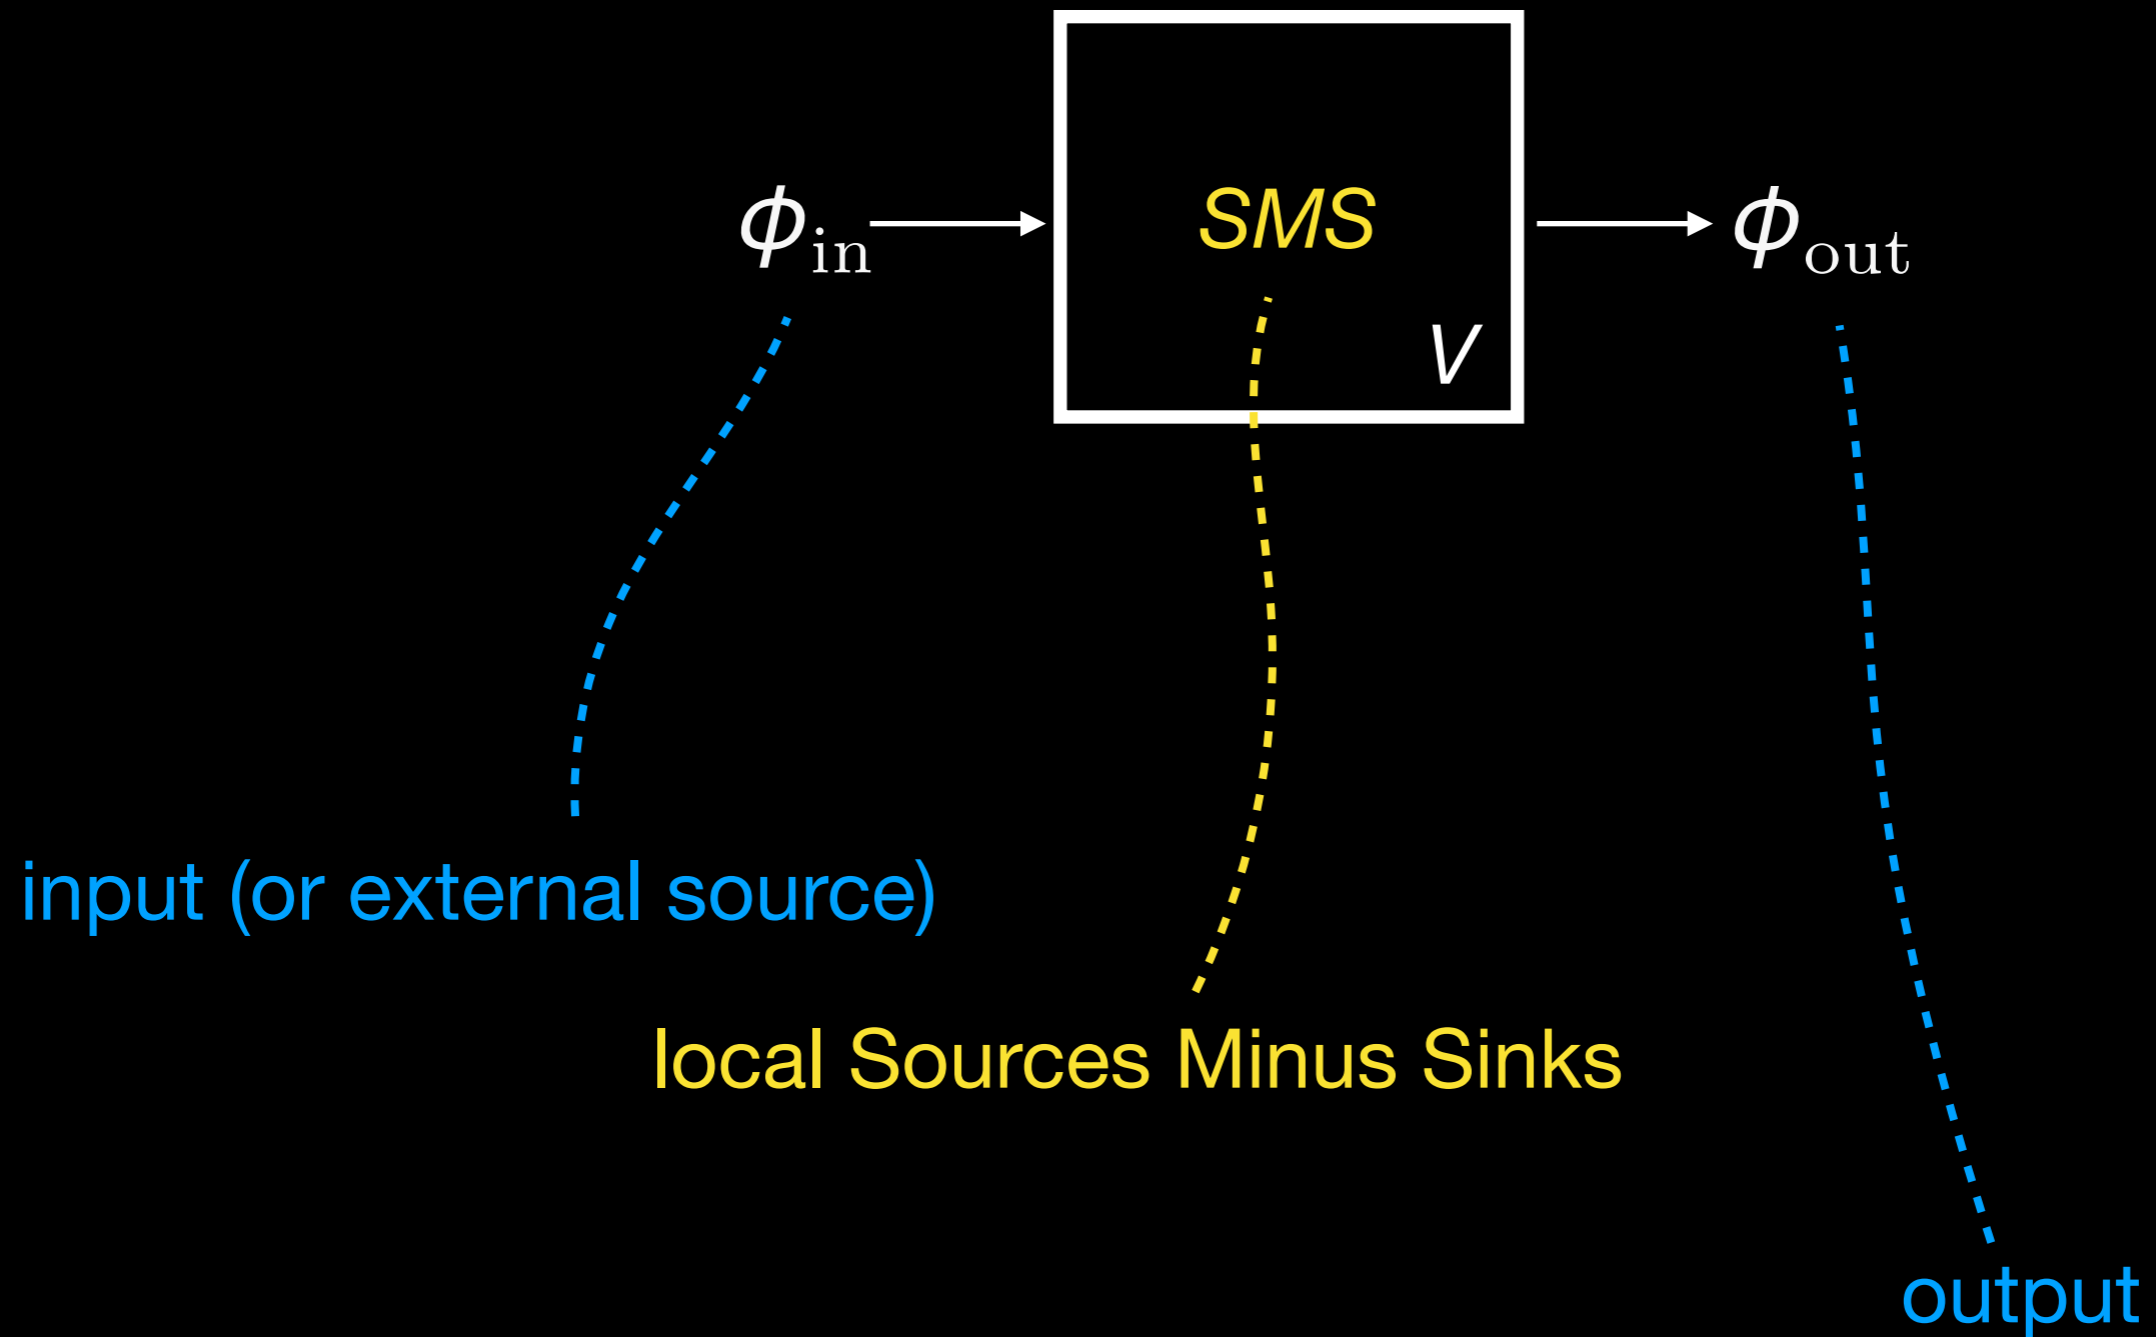 ϕin
SMS
ϕout
V
input (or external source)
local Sources Minus Sinks
output